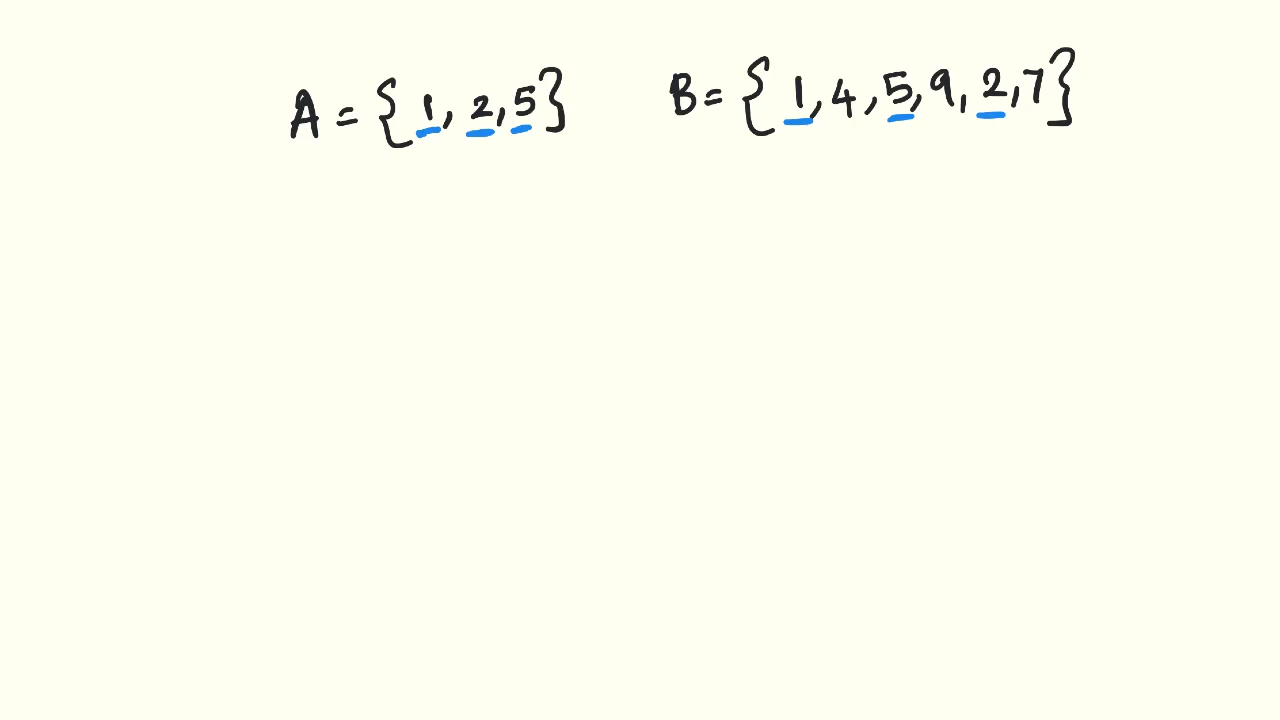 A = { 1, 2, 5 } B = { 1, 4, 5, 9, 2, 7 }